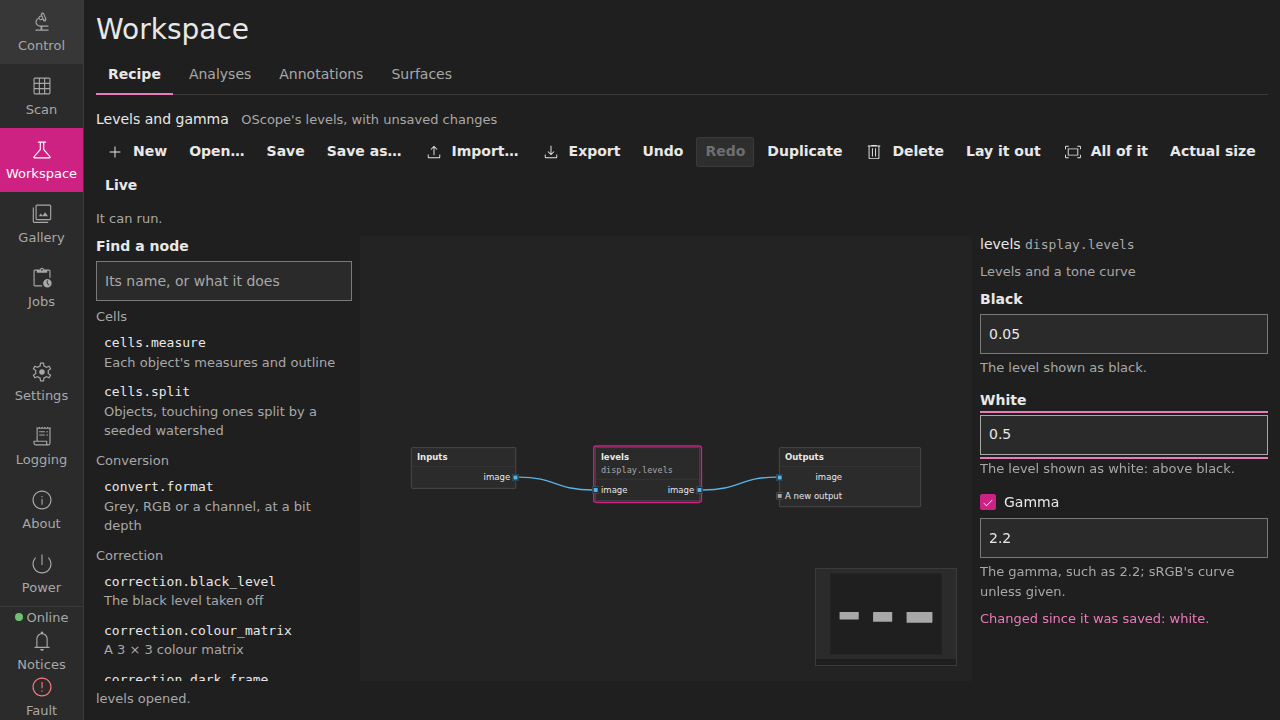 Control
Scan
Workspace
Gallery
Jobs
Settings
Logging
About
Power
Online
Notices
Fault
Workspace
Recipe Analyses Annotations Surfaces
Levels and gamma OScope's levels, with unsaved changes
New Open… Save Save as… Import… Export Undo Redo Duplicate Delete Lay it out All of it Actual size
Live
It can run.
Find a node
Its name, or what it does
Cells
cells.measure
Each object's measures and outline
cells.split
Objects, touching ones split by a
seeded watershed
Conversion
convert.format
Grey, RGB or a channel, at a bit
depth
Correction
correction.black_level
The black level taken off
correction.colour_matrix
A 3 × 3 colour matrix
correction.dark_frame
levels opened.
Inputs
image
levels
display.levels
image image
Outputs
image
A new output
levels display.levels
Levels and a tone curve
Black
0.05
The level shown as black.
White
0.5
The level shown as white: above black.
Gamma
2.2
The gamma, such as 2.2; sRGB's curve
unless given.
Changed since it was saved: white.